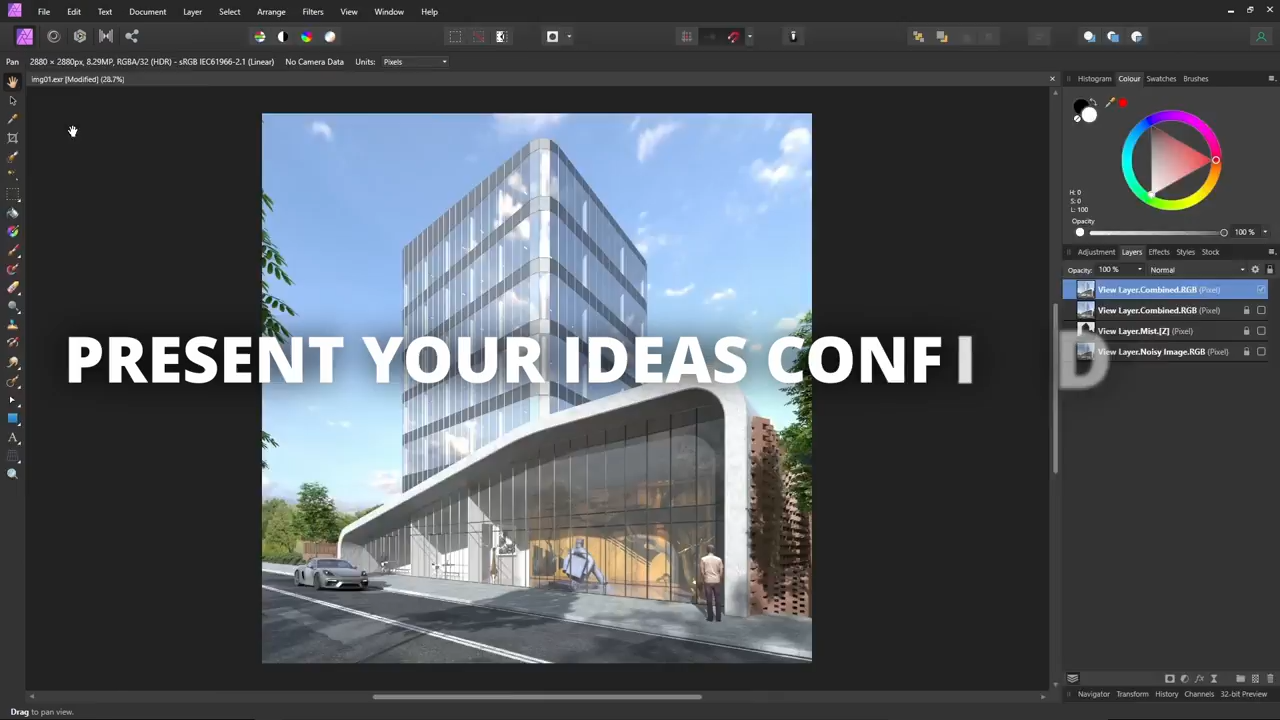 File Edit Text Document Layer Select Arrange Filters View Window Help
Pan 2880 × 2880px, 8.29MP, RGBA/32 (HDR) - sRGB IEC61966-2.1 (Linear) No Camera Data Units: Pixels
img01.exr [Modified] (28.7%)
Histogram Colour Swatches Brushes
H: 0
S: 0
L: 100
Opacity
100 %
Adjustment Layers Effects Styles Stock
Opacity: 100 % Normal
View Layer.Combined.RGB (Pixel)
View Layer.Combined.RGB (Pixel)
View Layer.Mist.[Z] (Pixel)
View Layer.Noisy Image.RGB (Pixel)
PRESENT YOUR IDEAS CONFI D
Navigator Transform History Channels 32-bit Preview
Drag to pan view.